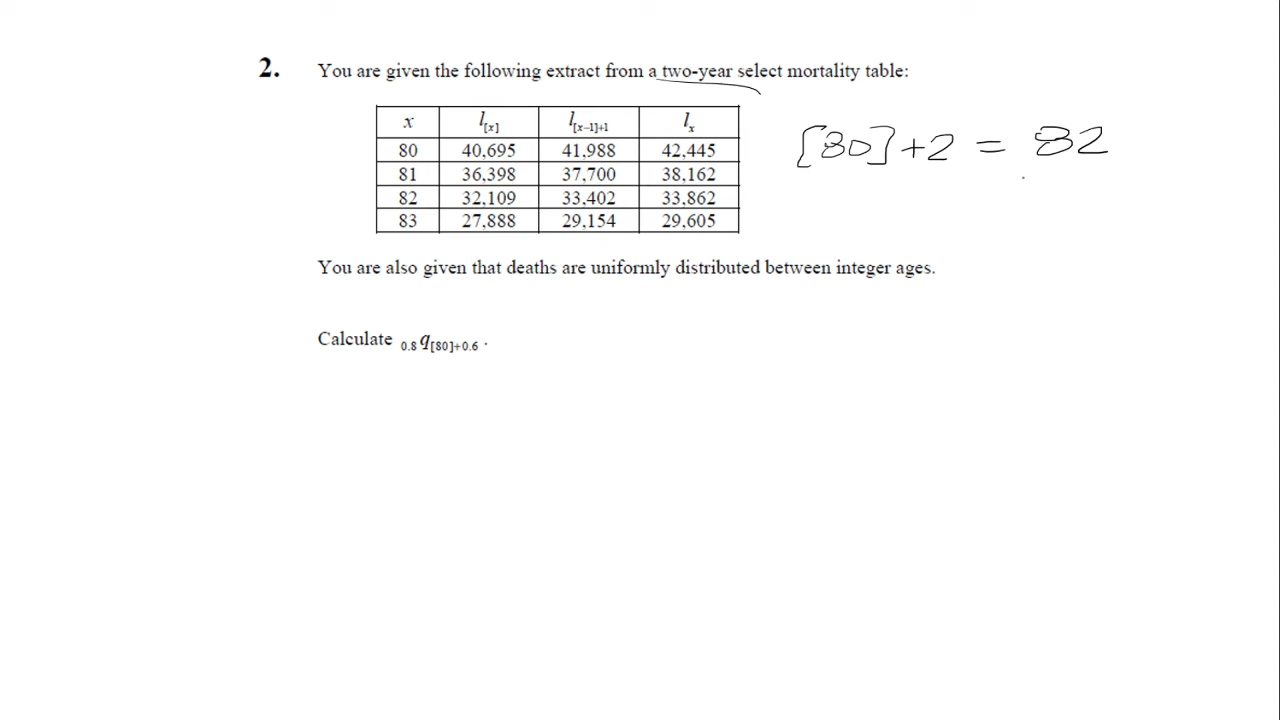 2. You are given the following extract from a two-year select mortality table:
x l[x] l[x−1]+1 lx
80 40,695 41,988 42,445
81 36,398 37,700 38,162
82 32,109 33,402 33,862
83 27,888 29,154 29,605
[80]+2 = 82
You are also given that deaths are uniformly distributed between integer ages.
Calculate 0.8q[80]+0.6 .